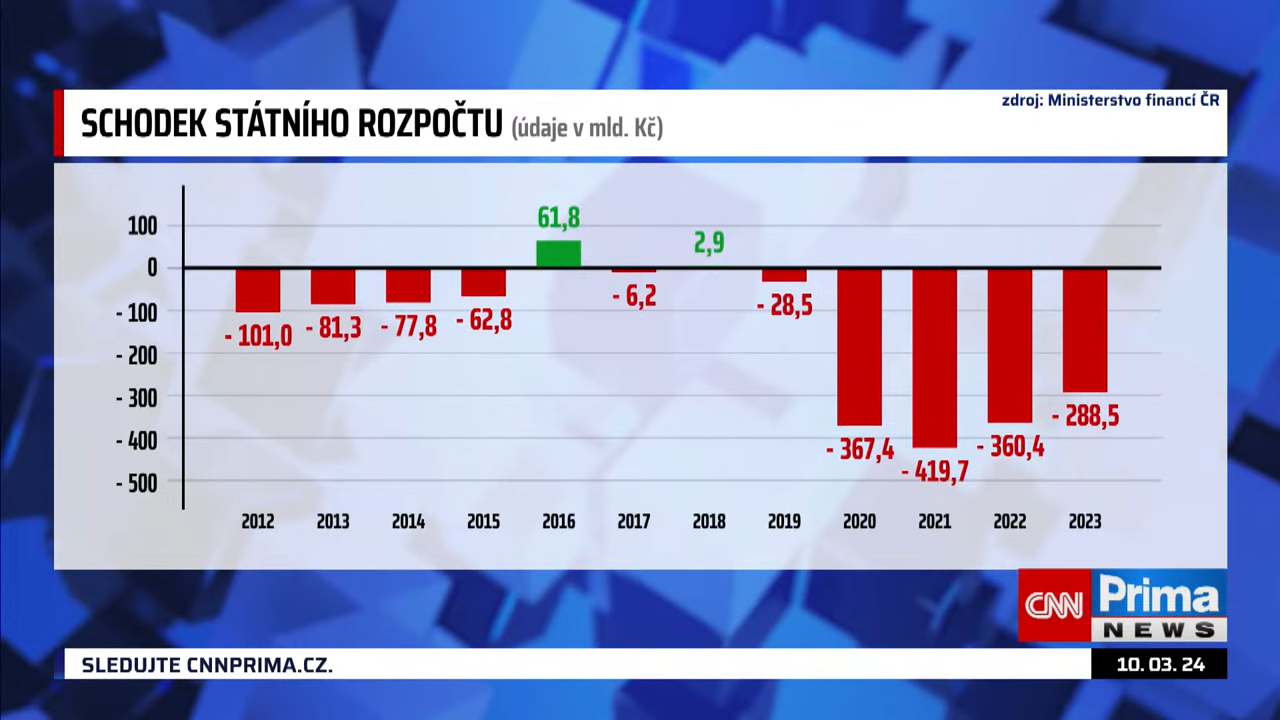 zdroj: Ministerstvo financí ČR
SCHODEK STÁTNÍHO ROZPOČTU (údaje v mld. Kč)
100
0
- 100
- 200
- 300
- 400
- 500
- 101,0
- 81,3
- 77,8
- 62,8
61,8
- 6,2
2,9
- 28,5
- 367,4
- 419,7
- 360,4
- 288,5
2012 2013 2014 2015 2016 2017 2018 2019 2020 2021 2022 2023
CNN Prima
NEWS
SLEDUJTE CNNPRIMA.CZ.
10. 03. 24